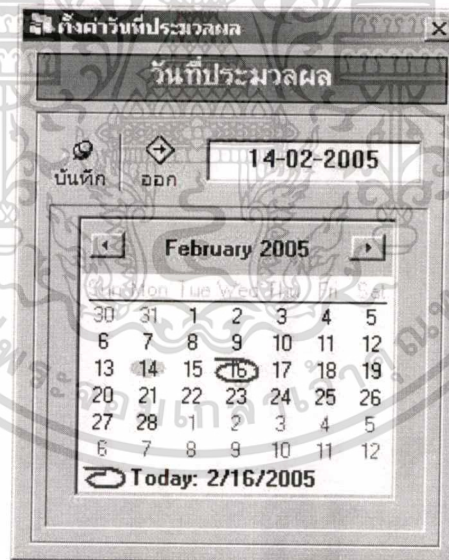 ตั้งค่าวันที่ประมวลผล
วันที่ประมวลผล
บันทึก ออก 14-02-2005
February 2005
Sun Mon Tue Wed Thu Fri Sat
30 31 1 2 3 4 5
6 7 8 9 10 11 12
13 14 15 16 17 18 19
20 21 22 23 24 25 26
27 28 1 2 3 4 5
6 7 8 9 10 11 12
Today: 2/16/2005